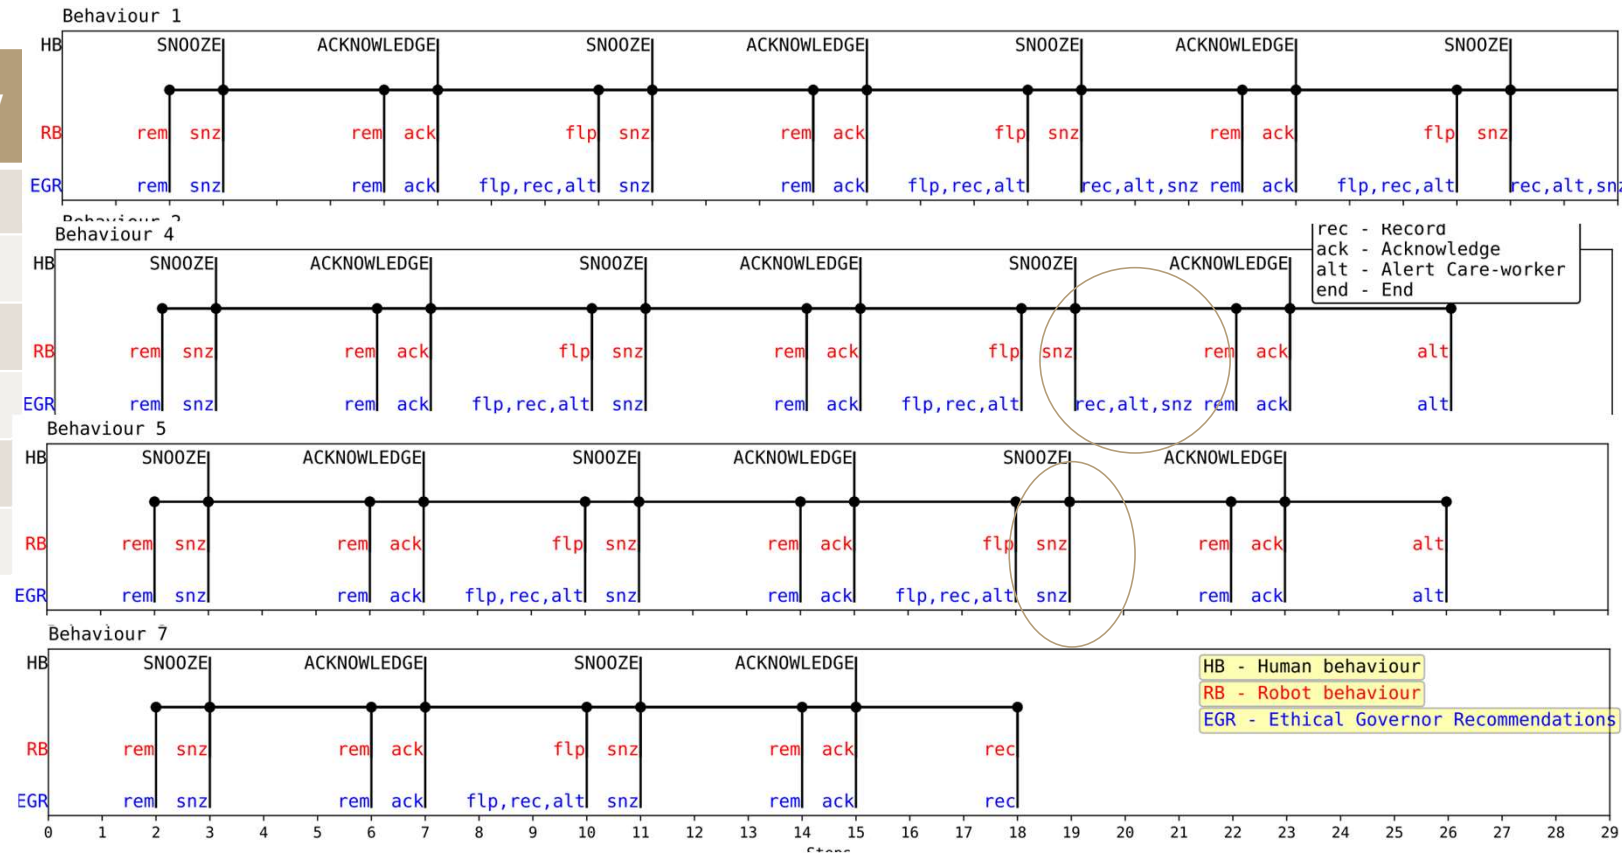 Behaviour 1
HB SNOOZE ACKNOWLEDGE SNOOZE ACKNOWLEDGE SNOOZE ACKNOWLEDGE SNOOZE
RB rem snz rem ack flp snz rem ack flp snz rem ack flp snz
EGR rem snz rem ack flp,rec,alt snz rem ack flp,rec,alt rec,alt,snz rem ack flp,rec,alt rec,alt,snz
Behaviour 2
Behaviour 4
rec - Record
ack - Acknowledge
alt - Alert Care-worker
end - End
HB SNOOZE ACKNOWLEDGE SNOOZE ACKNOWLEDGE SNOOZE ACKNOWLEDGE
RB rem snz rem ack flp snz rem ack flp snz rem ack alt
EGR rem snz rem ack flp,rec,alt snz rem ack flp,rec,alt rec,alt,snz rem ack alt
Behaviour 5
HB SNOOZE ACKNOWLEDGE SNOOZE ACKNOWLEDGE SNOOZE ACKNOWLEDGE
RB rem snz rem ack flp snz rem ack flp snz rem ack alt
EGR rem snz rem ack flp,rec,alt snz rem ack flp,rec,alt snz rem ack alt
Behaviour 7
HB SNOOZE ACKNOWLEDGE SNOOZE ACKNOWLEDGE
HB - Human behaviour
RB - Robot behaviour
EGR - Ethical Governor Recommendations
RB rem snz rem ack flp snz rem ack rec
EGR rem snz rem ack flp,rec,alt snz rem ack rec
0 1 2 3 4 5 6 7 8 9 10 11 12 13 14 15 16 17 18 19 20 21 22 23 24 25 26 27 28 29
Steps